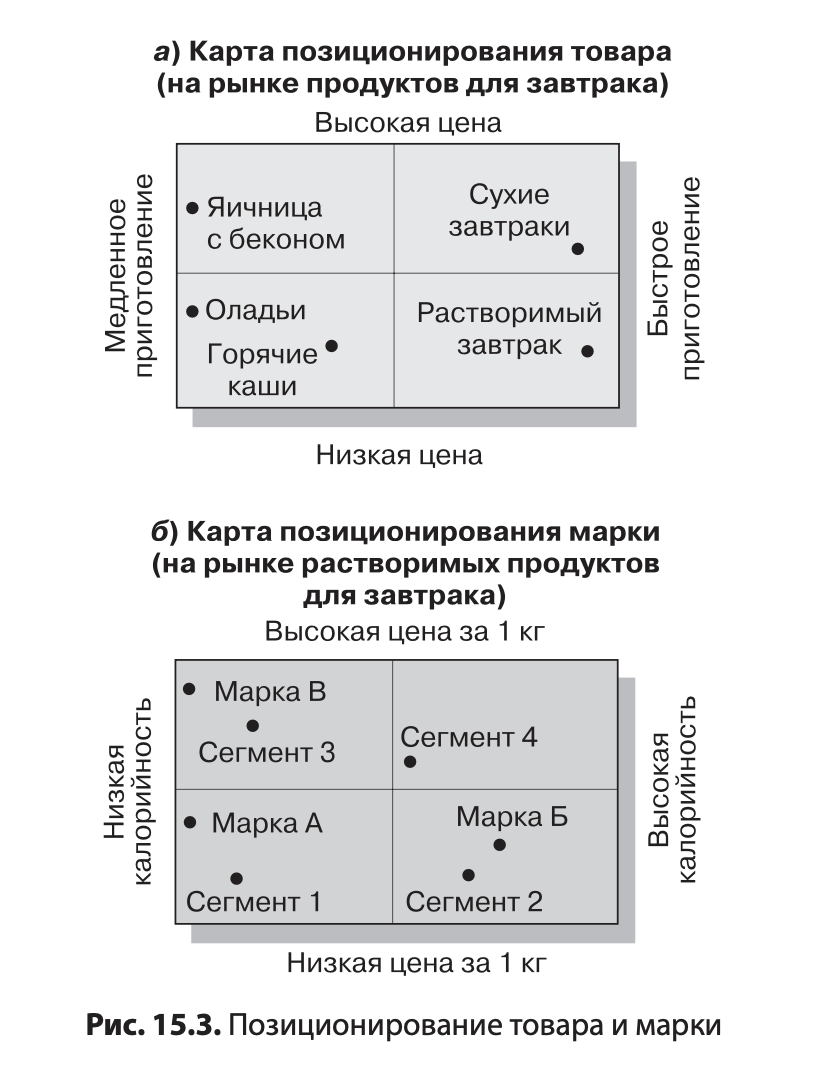 а) Карта позиционирования товара
(на рынке продуктов для завтрака)
Высокая цена
Медленное
приготовление
Яичница
с беконом
Сухие
завтраки
Оладьи
Горячие
каши
Растворимый
завтрак
Быстрое
приготовление
Низкая цена
б) Карта позиционирования марки
(на рынке растворимых продуктов
для завтрака)
Высокая цена за 1 кг
Низкая
калорийность
Марка В
Сегмент 3
Сегмент 4
Марка А
Сегмент 1
Марка Б
Сегмент 2
Высокая
калорийность
Низкая цена за 1 кг
Рис. 15.3. Позиционирование товара и марки